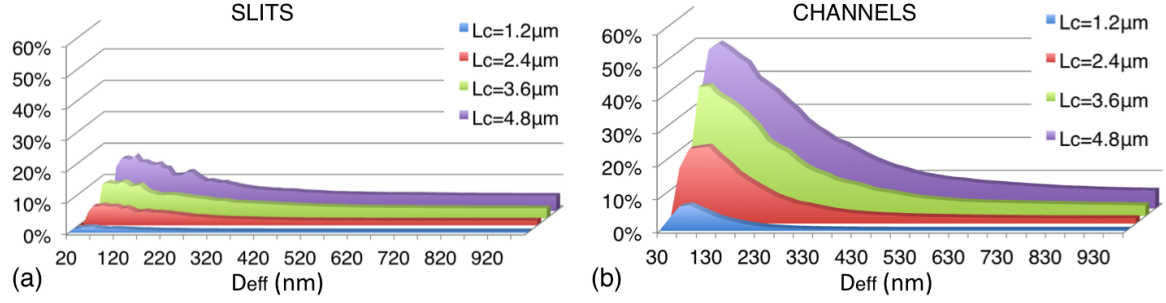 SLITS
60%
50%
40%
30%
20%
10%
0%
20 120 220 320 420 520 620 720 820 920
Deff (nm)
(a)
Lc=1.2μm
Lc=2.4μm
Lc=3.6μm
Lc=4.8μm
CHANNELS
60%
50%
40%
30%
20%
10%
0%
30 130 230 330 430 530 630 730 830 930
Deff (nm)
(b)
Lc=1.2μm
Lc=2.4μm
Lc=3.6μm
Lc=4.8μm